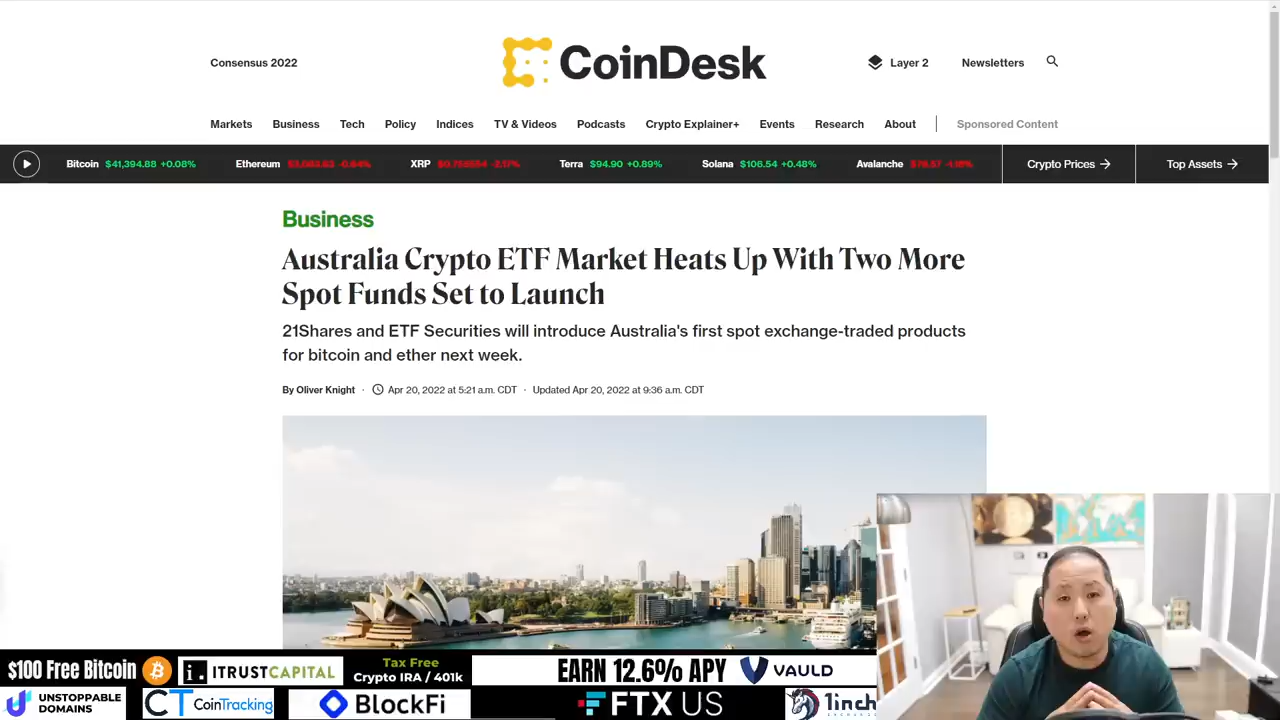 Consensus 2022
CoinDesk
Layer 2
Newsletters
Markets Business Tech Policy Indices TV & Videos Podcasts Crypto Explainer+ Events Research About Sponsored Content
Bitcoin $41,394.88 +0.08% Ethereum XRP Terra $94.90 +0.89% Solana $106.54 +0.48% Avalanche Crypto Prices → Top Assets →
Business
Australia Crypto ETF Market Heats Up With Two More
Spot Funds Set to Launch
21Shares and ETF Securities will introduce Australia's first spot exchange-traded products
for bitcoin and ether next week.
By Oliver Knight · Apr 20, 2022 at 5:21 a.m. CDT · Updated Apr 20, 2022 at 9:36 a.m. CDT
$100 Free Bitcoin
iTRUSTCAPITAL
Tax Free
Crypto IRA / 401k
EARN 12.6% APY
VAULD
UNSTOPPABLE
DOMAINS
CT CoinTracking
BlockFi
FTX US
1inch
EXCHANGE